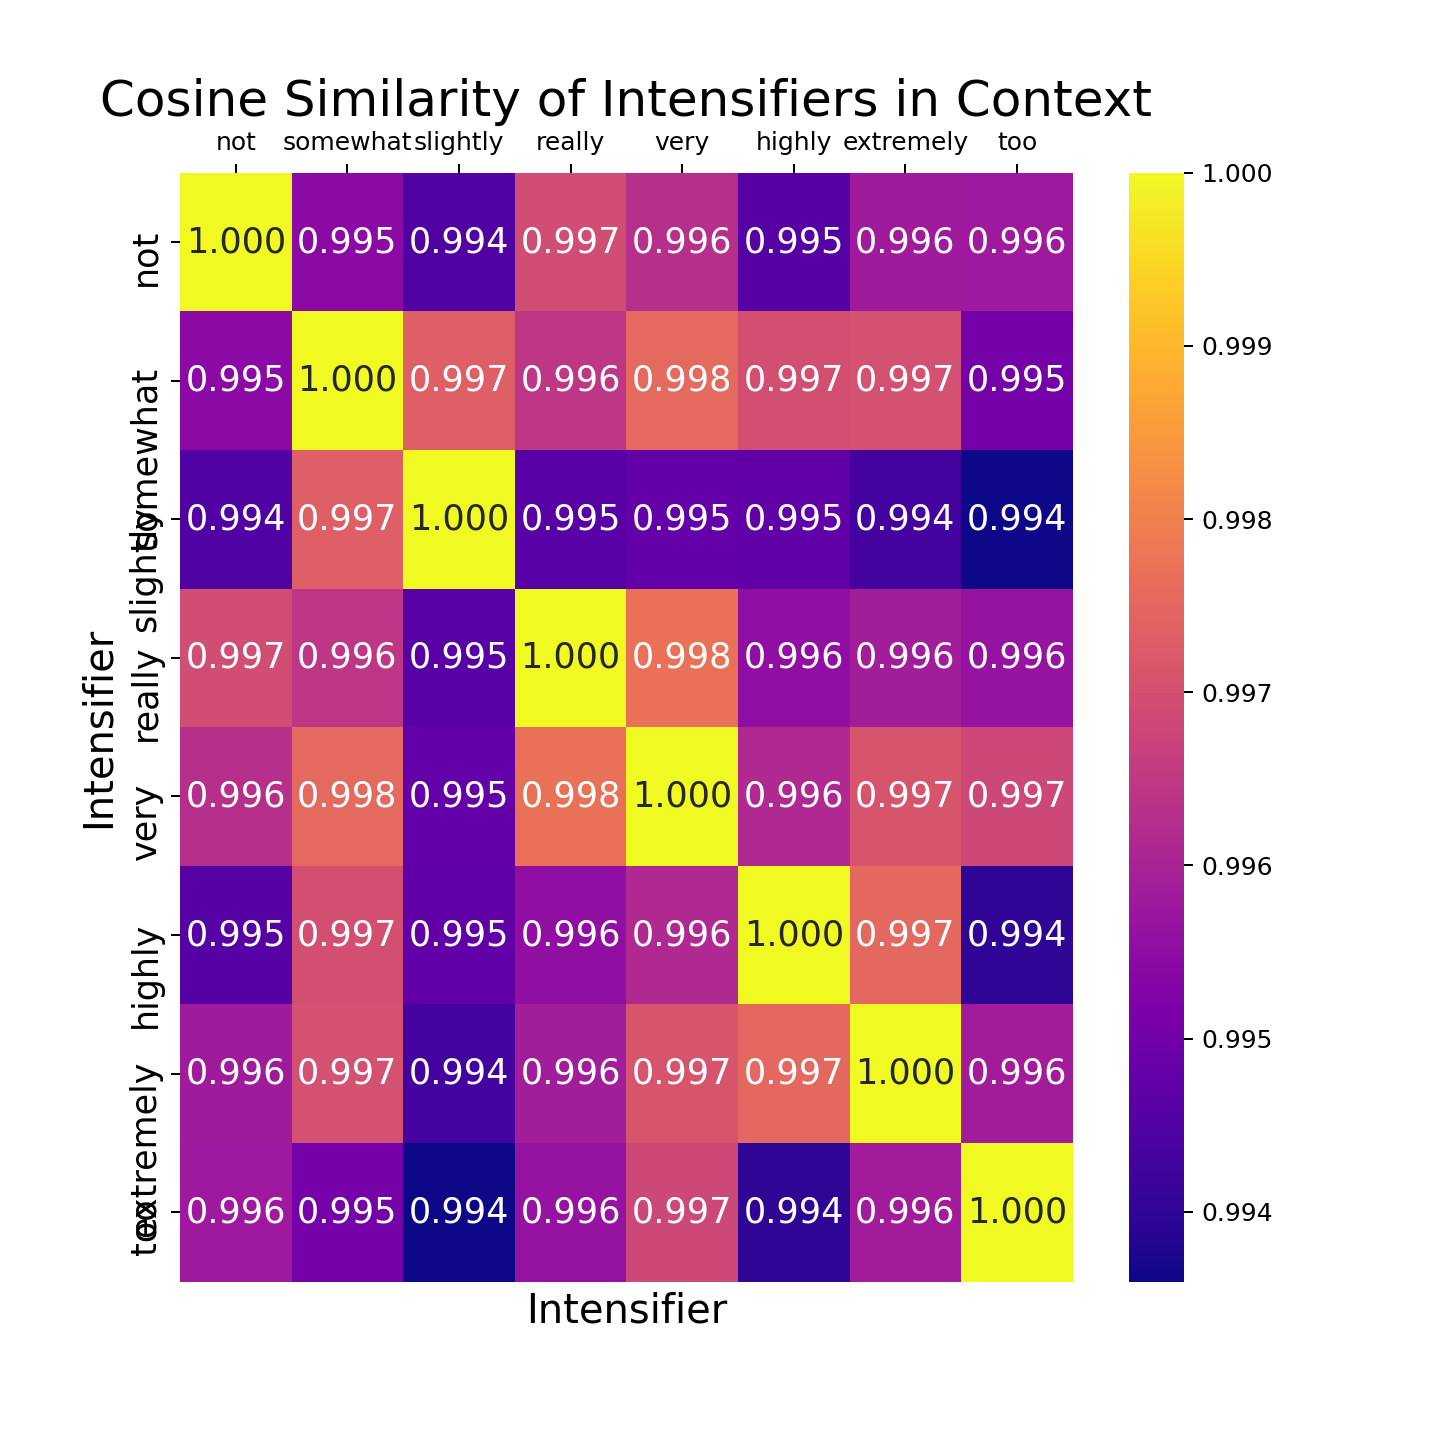 Cosine Similarity of Intensifiers in Context
not somewhat slightly really very highly extremely too
not 1.000 0.995 0.994 0.997 0.996 0.995 0.996 0.996
somewhat 0.995 1.000 0.997 0.996 0.998 0.997 0.997 0.995
slightly 0.994 0.997 1.000 0.995 0.995 0.995 0.994 0.994
really 0.997 0.996 0.995 1.000 0.998 0.996 0.996 0.996
very 0.996 0.998 0.995 0.998 1.000 0.996 0.997 0.997
highly 0.995 0.997 0.995 0.996 0.996 1.000 0.997 0.994
extremely 0.996 0.997 0.994 0.996 0.997 0.997 1.000 0.996
too 0.996 0.995 0.994 0.996 0.997 0.994 0.996 1.000
Intensifier
Intensifier
1.000
0.999
0.998
0.997
0.996
0.995
0.994